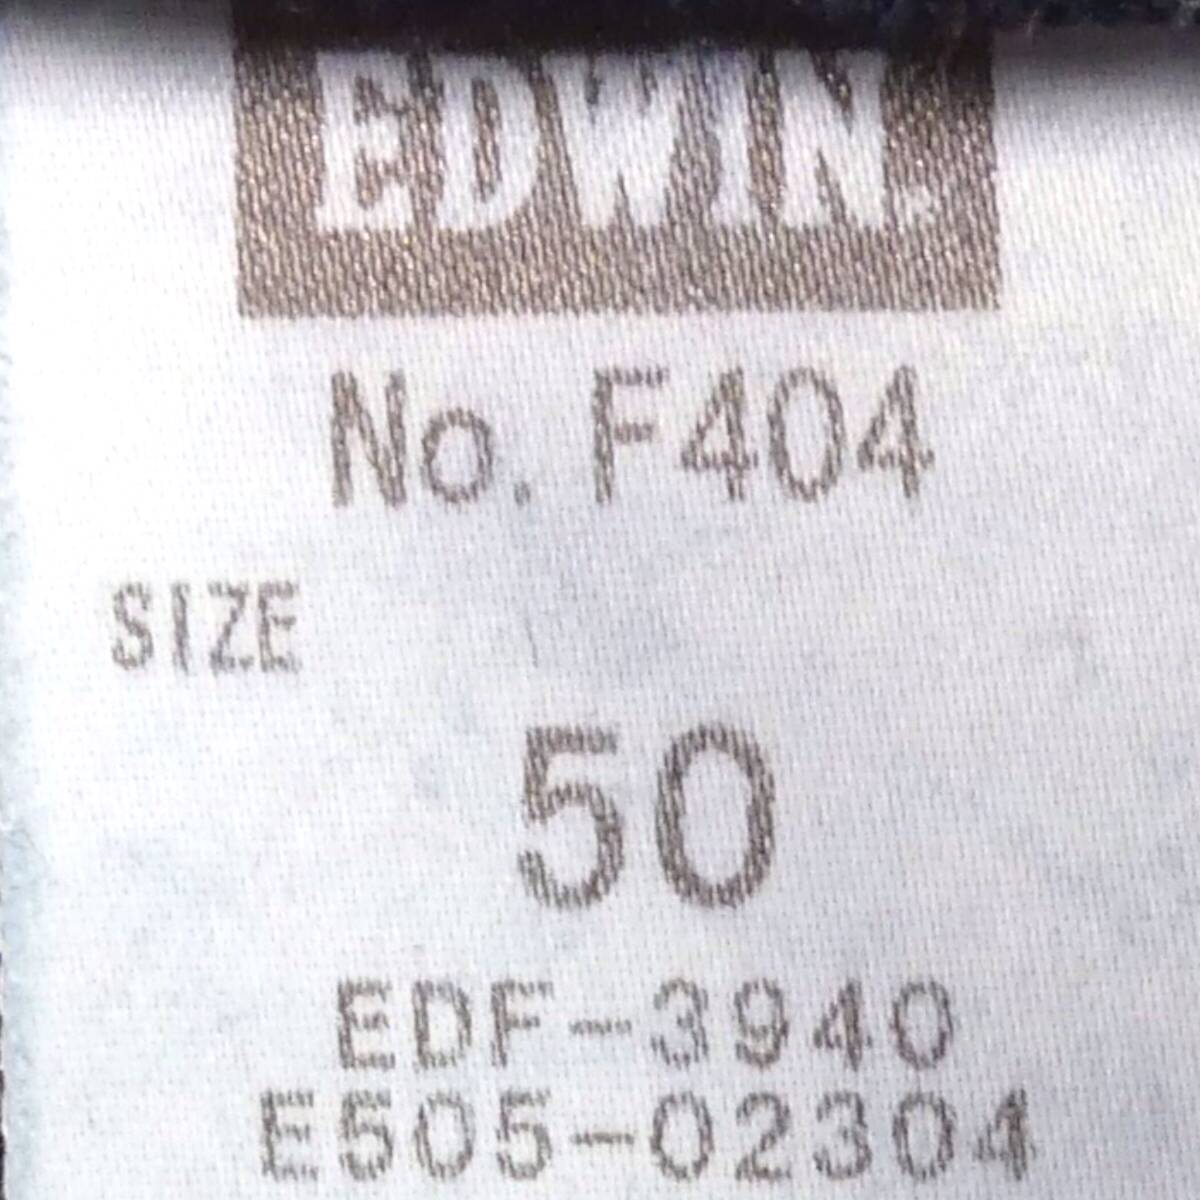 EDWIN
No. F404
SIZE
50
EDF-3940
E505-02304